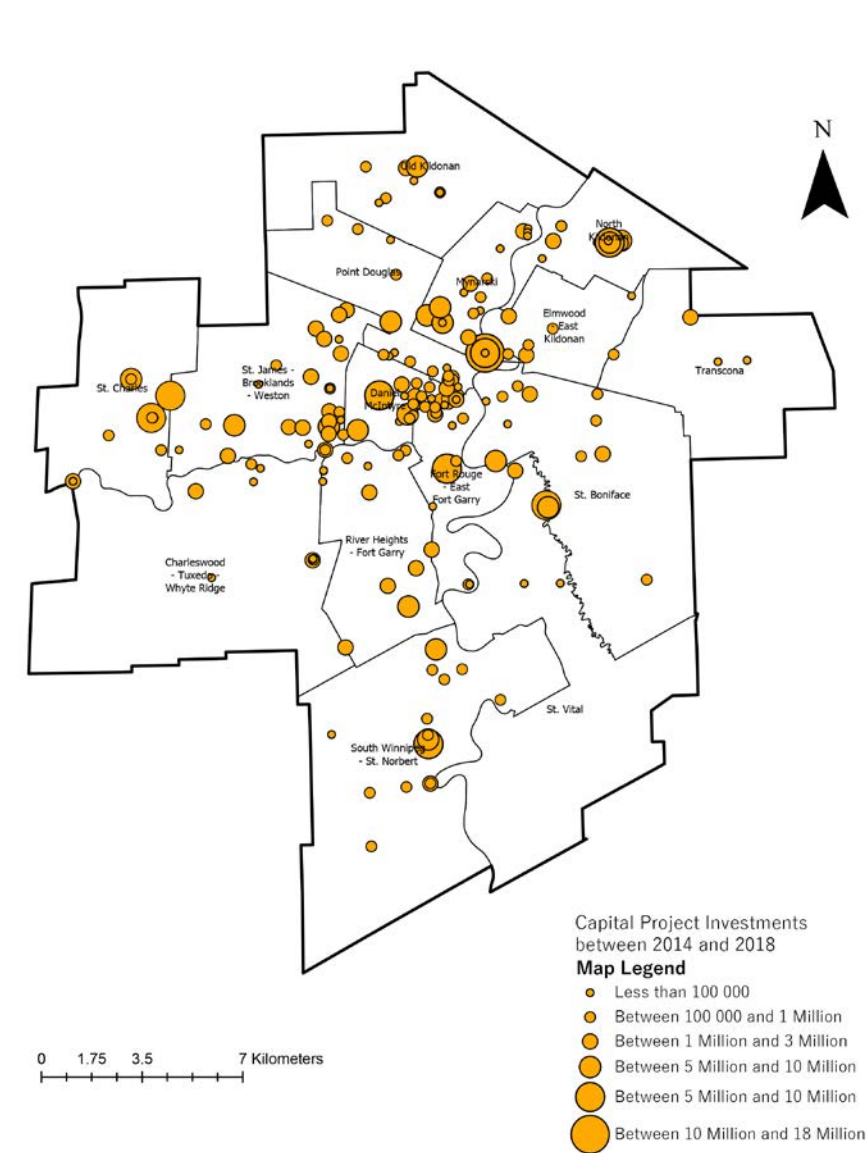 N
Old Kildonan
North
Kildonan
Point Douglas
Mynarski
Elmwood
- East
Kildonan
Transcona
St. Charles
St. James -
Brooklands
- Weston
Daniel
McIntyre
Fort Rouge
- East
Fort Garry
St. Boniface
River Heights
- Fort Garry
Charleswood
- Tuxedo -
Whyte Ridge
St. Vital
South Winnipeg
- St. Norbert
Capital Project Investments
between 2014 and 2018
Map Legend
Less than 100 000
Between 100 000 and 1 Million
Between 1 Million and 3 Million
Between 5 Million and 10 Million
Between 5 Million and 10 Million
Between 10 Million and 18 Million
0 1.75 3.5 7 Kilometers